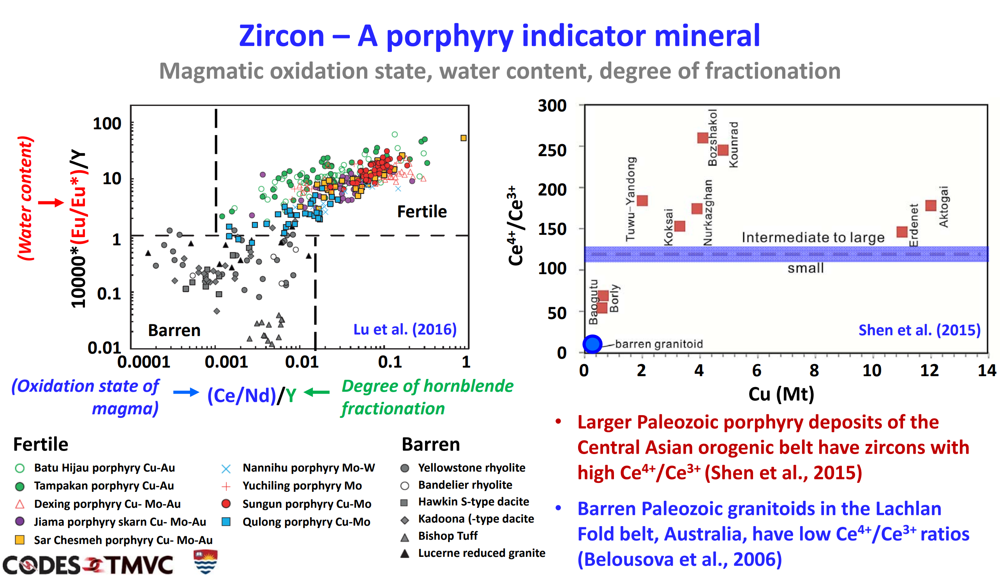 Zircon – A porphyry indicator mineral
Magmatic oxidation state, water content, degree of fractionation
(Water content)
10000*(Eu/Eu*)/Y
100
10
1
0.1
0.01
Fertile
Barren
Lu et al. (2016)
0.0001
0.001
0.01
0.1
1
(Oxidation state of
magma)
(Ce/Nd)/Y
Degree of hornblende
fractionation
Ce⁴⁺/Ce³⁺
300
250
200
150
100
50
0
Bozshakol
Kounrad
Tuwu-Yandong
Koksai
Nurkazghan
Erdenet
Aktogai
Intermediate to large
small
Baogutu
Borly
barren granitoid
Shen et al. (2015)
0
2
4
6
8
10
12
14
Cu (Mt)
Fertile
Batu Hijau porphyry Cu-Au
Tampakan porphyry Cu-Au
Dexing porphyry Cu- Mo-Au
Jiama porphyry skarn Cu- Mo-Au
Sar Chesmeh porphyry Cu- Mo-Au
Nannihu porphyry Mo-W
Yuchiling porphyry Mo
Sungun porphyry Cu-Mo
Qulong porphyry Cu-Mo
Barren
Yellowstone rhyolite
Bandelier rhyolite
Hawkin S-type dacite
Kadoona (-type dacite
Bishop Tuff
Lucerne reduced granite
• Larger Paleozoic porphyry deposits of the
Central Asian orogenic belt have zircons with
high Ce⁴⁺/Ce³⁺ (Shen et al., 2015)
• Barren Paleozoic granitoids in the Lachlan
Fold belt, Australia, have low Ce⁴⁺/Ce³⁺ ratios
(Belousova et al., 2006)
CODES TMVC